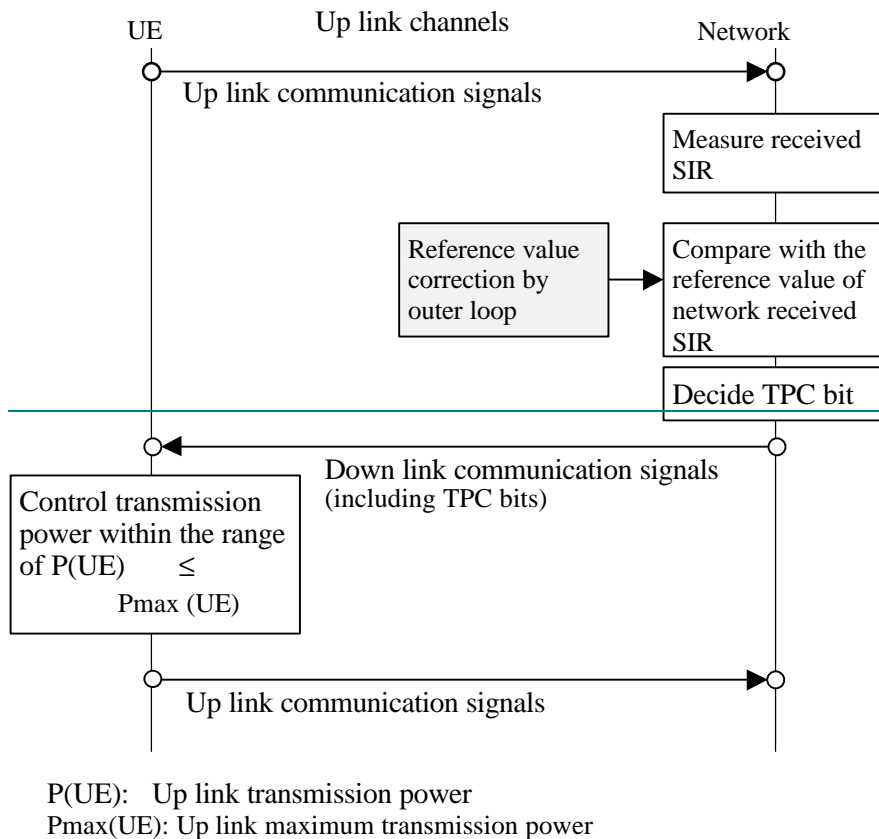 Up link channels
UE
Network
Up link communication signals
Measure received
SIR
Reference value
correction by
outer loop
Compare with the
reference value of
network received
SIR
Decide TPC bit
Down link communication signals
(including TPC bits)
Control transmission
power within the range
of P(UE) ≤
Pmax (UE)
Up link communication signals
P(UE): Up link transmission power
Pmax(UE): Up link maximum transmission power